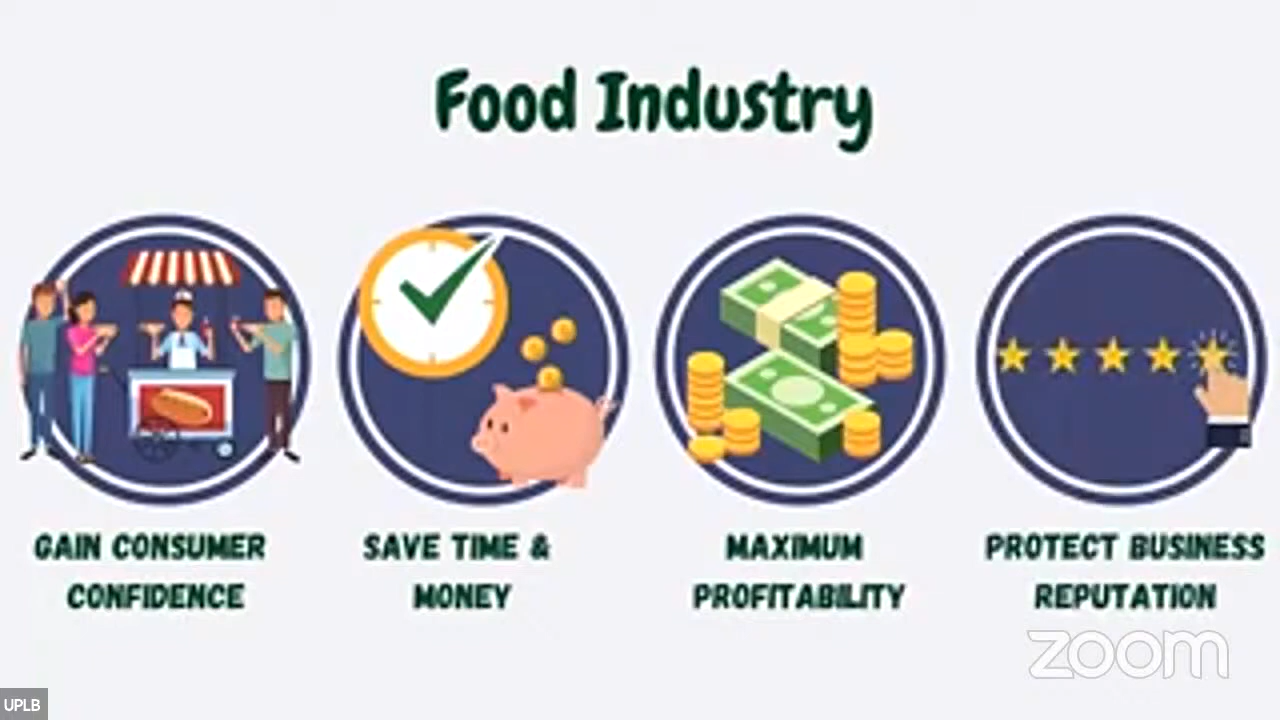 Food Industry
GAIN CONSUMER
CONFIDENCE
SAVE TIME &
MONEY
MAXIMUM
PROFITABILITY
PROTECT BUSINESS
REPUTATION
zoom
UPLB